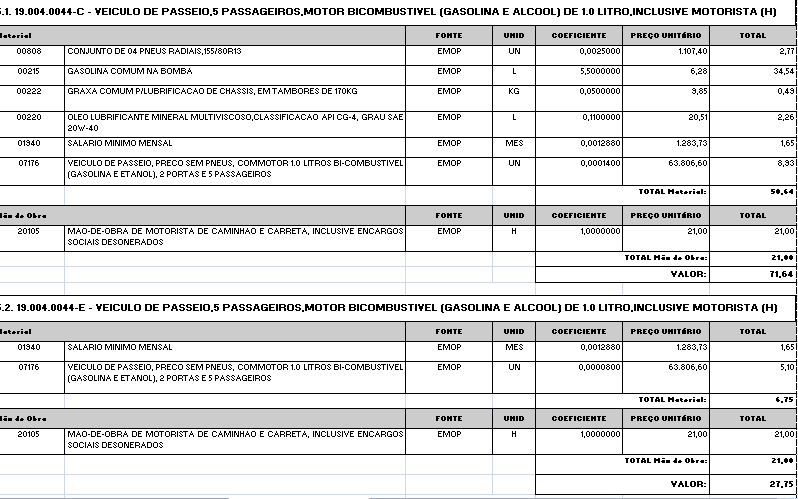 5.1. 19.004.0044-C - VEICULO DE PASSEIO,5 PASSAGEIROS,MOTOR BICOMBUSTIVEL (GASOLINA E ALCOOL) DE 1.0 LITRO,INCLUSIVE MOTORISTA (H)
Material FONTE UNID COEFICIENTE PREÇO UNITÁRIO TOTAL
00808 CONJUNTO DE 04 PNEUS RADIAIS,155/80R13 EMOP UN 0,0025000 1.107,40 2,77
00215 GASOLINA COMUM NA BOMBA EMOP L 5,5000000 6,28 34,54
00222 GRAXA COMUM P/LUBRIFICACAO DE CHASSIS, EM TAMBORES DE 170KG EMOP KG 0,0500000 9,85 0,49
00220 OLEO LUBRIFICANTE MINERAL MULTIVISCOSO,CLASSIFICACAO API CG-4, GRAU SAE EMOP L 0,1100000 20,51 2,26
20W-40
01940 SALARIO MINIMO MENSAL EMOP MES 0,0012880 1.283,73 1,65
07176 VEICULO DE PASSEIO, PRECO SEM PNEUS, COMMOTOR 1.0 LITROS BI-COMBUSTIVEL EMOP UN 0,0001400 63.806,60 8,93
(GASOLINA E ETANOL), 2 PORTAS E 5 PASSAGEIROS
TOTAL Material: 50,64
Mão de Obra FONTE UNID COEFICIENTE PREÇO UNITÁRIO TOTAL
20105 MAO-DE-OBRA DE MOTORISTA DE CAMINHAO E CARRETA, INCLUSIVE ENCARGOS EMOP H 1,0000000 21,00 21,00
SOCIAIS DESONERADOS
TOTAL Mão de Obra: 21,00
VALOR: 71,64
5.2. 19.004.0044-E - VEICULO DE PASSEIO,5 PASSAGEIROS,MOTOR BICOMBUSTIVEL (GASOLINA E ALCOOL) DE 1.0 LITRO,INCLUSIVE MOTORISTA (H)
Material FONTE UNID COEFICIENTE PREÇO UNITÁRIO TOTAL
01940 SALARIO MINIMO MENSAL EMOP MES 0,0012880 1.283,73 1,65
07176 VEICULO DE PASSEIO, PRECO SEM PNEUS, COMMOTOR 1.0 LITROS BI-COMBUSTIVEL EMOP UN 0,0000800 63.806,60 5,10
(GASOLINA E ETANOL), 2 PORTAS E 5 PASSAGEIROS
TOTAL Material: 6,75
Mão de Obra FONTE UNID COEFICIENTE PREÇO UNITÁRIO TOTAL
20105 MAO-DE-OBRA DE MOTORISTA DE CAMINHAO E CARRETA, INCLUSIVE ENCARGOS EMOP H 1,0000000 21,00 21,00
SOCIAIS DESONERADOS
TOTAL Mão de Obra: 21,00
VALOR: 27,75